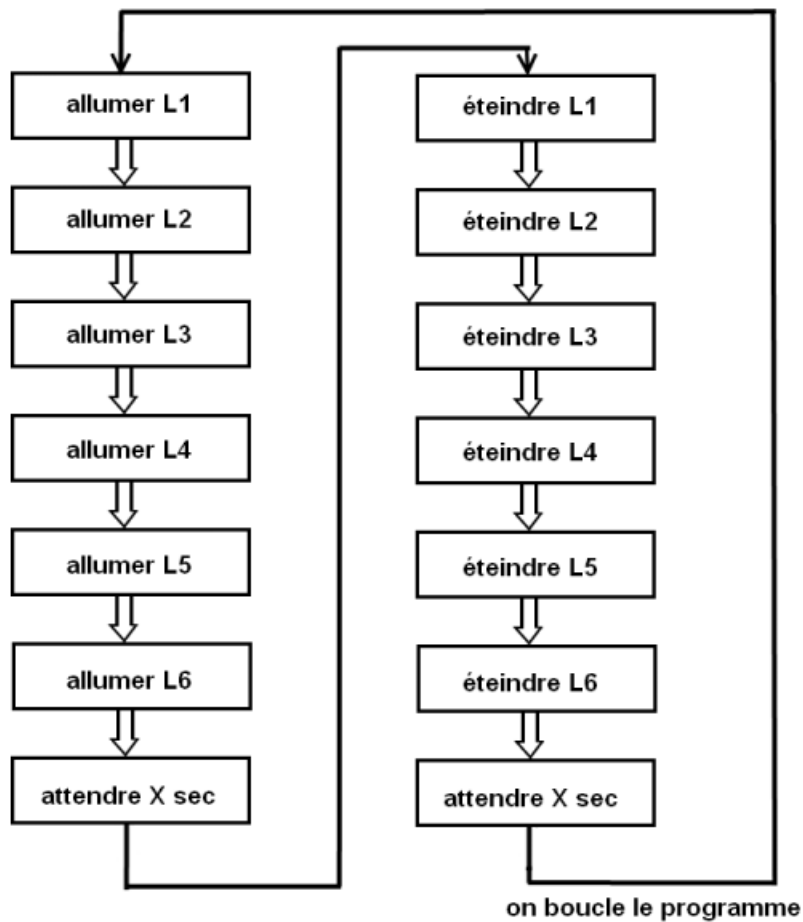 allumer L1
allumer L2
allumer L3
allumer L4
allumer L5
allumer L6
attendre X sec
éteindre L1
éteindre L2
éteindre L3
éteindre L4
éteindre L5
éteindre L6
attendre X sec
on boucle le programme